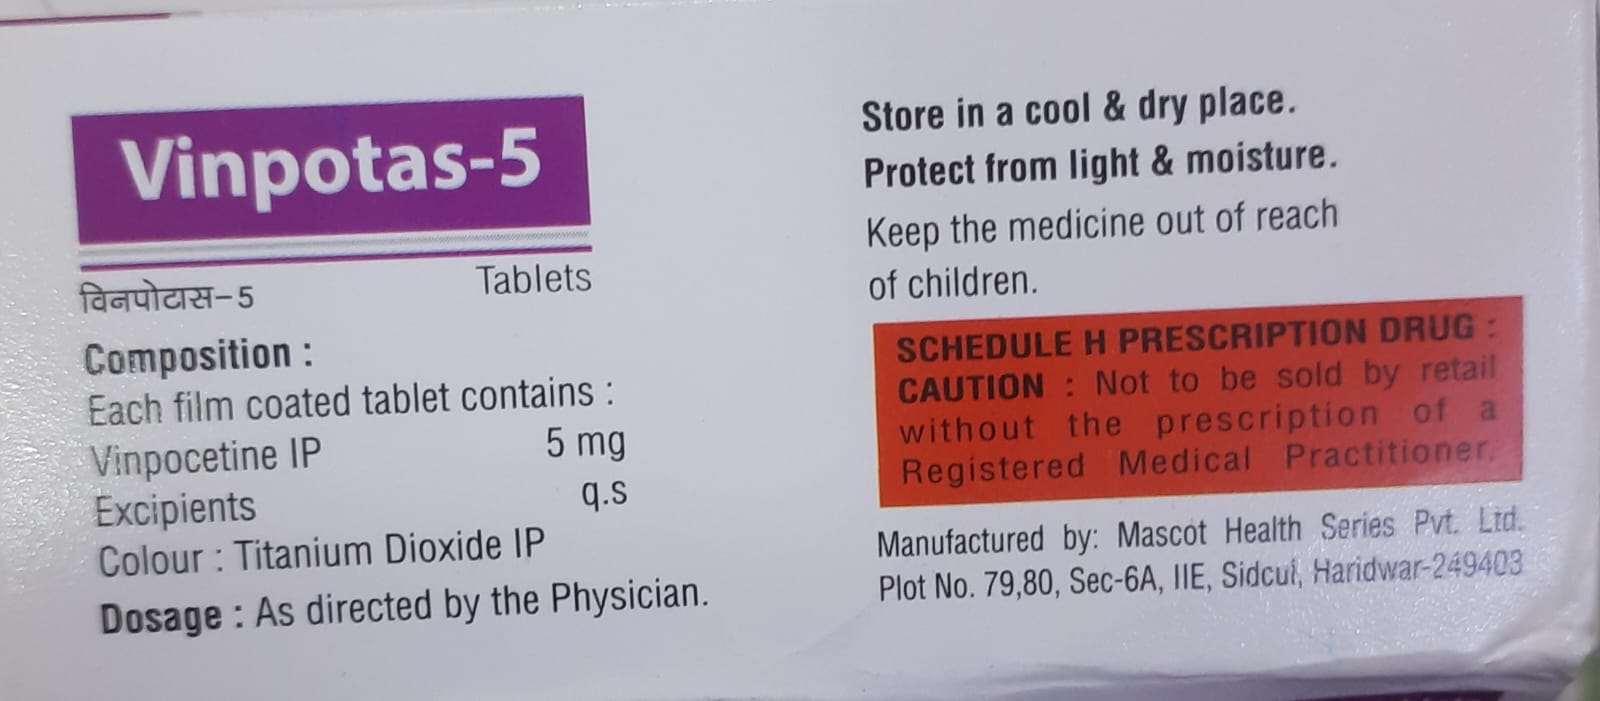 Vinpotas-5
विनपोटास-5 Tablets
Composition :
Each film coated tablet contains :
Vinpocetine IP 5 mg
Excipients q.s
Colour : Titanium Dioxide IP
Dosage : As directed by the Physician.
Store in a cool & dry place.
Protect from light & moisture.
Keep the medicine out of reach
of children.
SCHEDULE H PRESCRIPTION DRUG :
CAUTION : Not to be sold by retail
without the prescription of a
Registered Medical Practitioner.
Manufactured by: Mascot Health Series Pvt. Ltd.
Plot No. 79,80, Sec-6A, IIE, Sidcul, Haridwar-249403